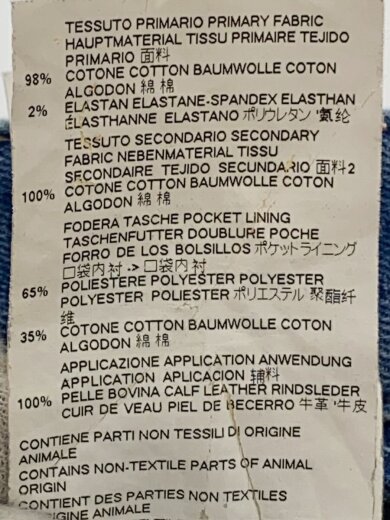 TESSUTO PRIMARIO PRIMARY FABRIC
HAUPTMATERIAL TISSU PRIMAIRE TEJIDO
PRIMARIO 面料
98% COTONE COTTON BAUMWOLLE COTON
ALGODON 綿 棉
2% ELASTAN ELASTANE-SPANDEX ELASTHAN
ELASTHANNE ELASTANO ポリウレタン '氨纶
TESSUTO SECONDARIO SECONDARY
FABRIC NEBENMATERIAL TISSU
SECONDAIRE TEJIDO SECUNDARIO 面料2
100% COTONE COTTON BAUMWOLLE COTON
ALGODON 綿 棉
FODERA TASCHE POCKET LINING
TASCHENFUTTER DOUBLURE POCHE
FORRO DE LOS BOLSILLOS ポケットライニング
口袋内衬 -> 口袋内衬
65% POLIESTERE POLYESTER POLYESTER
POLYESTER POLIESTER ポリエステル 聚酯纤
维
35% COTONE COTTON BAUMWOLLE COTON
ALGODON 綿 棉
APPLICAZIONE APPLICATION ANWENDUNG
APPLICATION APLICACION 辅料
100% PELLE BOVINA CALF LEATHER RINDSLEDER
CUIR DE VEAU PIEL DE BECERRO 牛革 '牛皮
CONTIENE PARTI NON TESSILI DI ORIGINE
ANIMALE
CONTAINS NON-TEXTILE PARTS OF ANIMAL
ORIGIN
CONTIENT DES PARTIES NON TEXTILES
ORIGINE ANIMALE